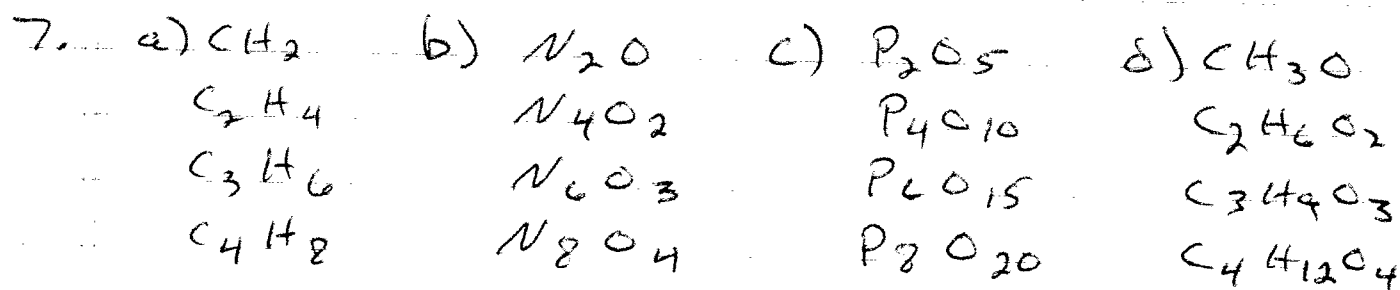 7. a) CH2 b) N2O c) P2O5 d) CH3O
C2H4 N4O2 P4O10 C2H6O2
C3H6 N6O3 P6O15 C3H9O3
C4H8 N8O4 P8O20 C4H12O4